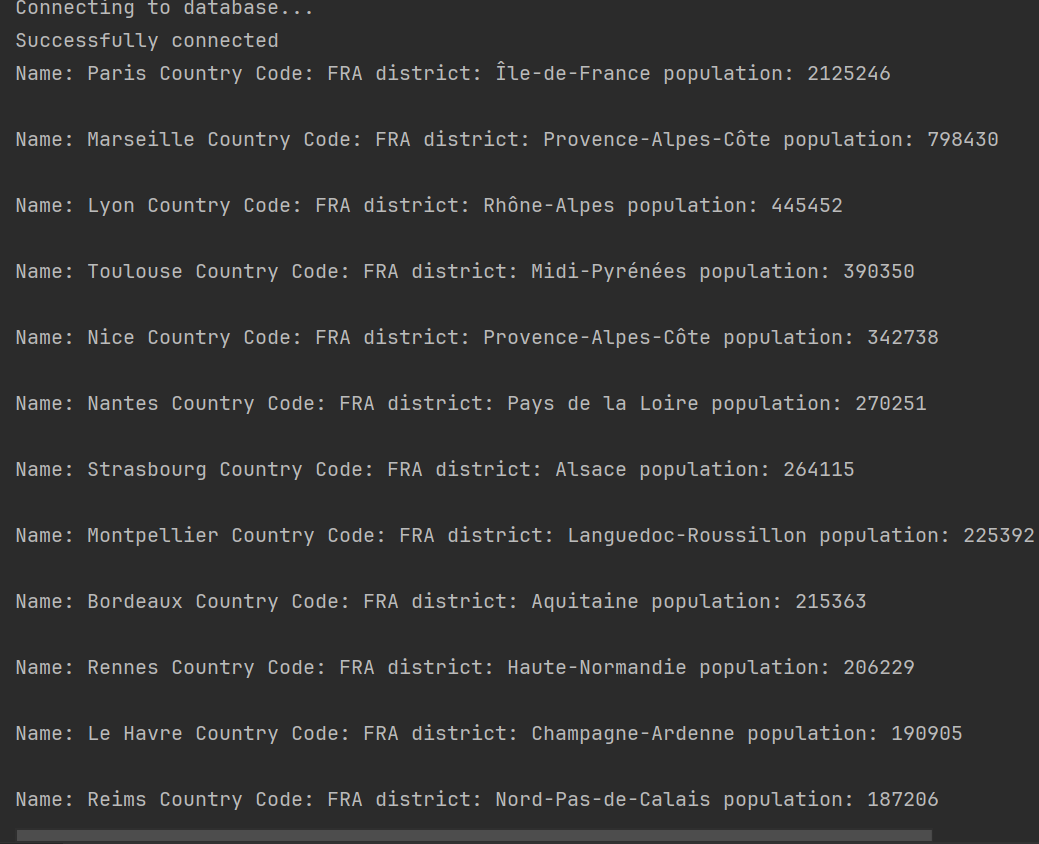 Connecting to database...
Successfully connected
Name: Paris Country Code: FRA district: Île-de-France population: 2125246
Name: Marseille Country Code: FRA district: Provence-Alpes-Côte population: 798430
Name: Lyon Country Code: FRA district: Rhône-Alpes population: 445452
Name: Toulouse Country Code: FRA district: Midi-Pyrénées population: 390350
Name: Nice Country Code: FRA district: Provence-Alpes-Côte population: 342738
Name: Nantes Country Code: FRA district: Pays de la Loire population: 270251
Name: Strasbourg Country Code: FRA district: Alsace population: 264115
Name: Montpellier Country Code: FRA district: Languedoc-Roussillon population: 225392
Name: Bordeaux Country Code: FRA district: Aquitaine population: 215363
Name: Rennes Country Code: FRA district: Haute-Normandie population: 206229
Name: Le Havre Country Code: FRA district: Champagne-Ardenne population: 190905
Name: Reims Country Code: FRA district: Nord-Pas-de-Calais population: 187206